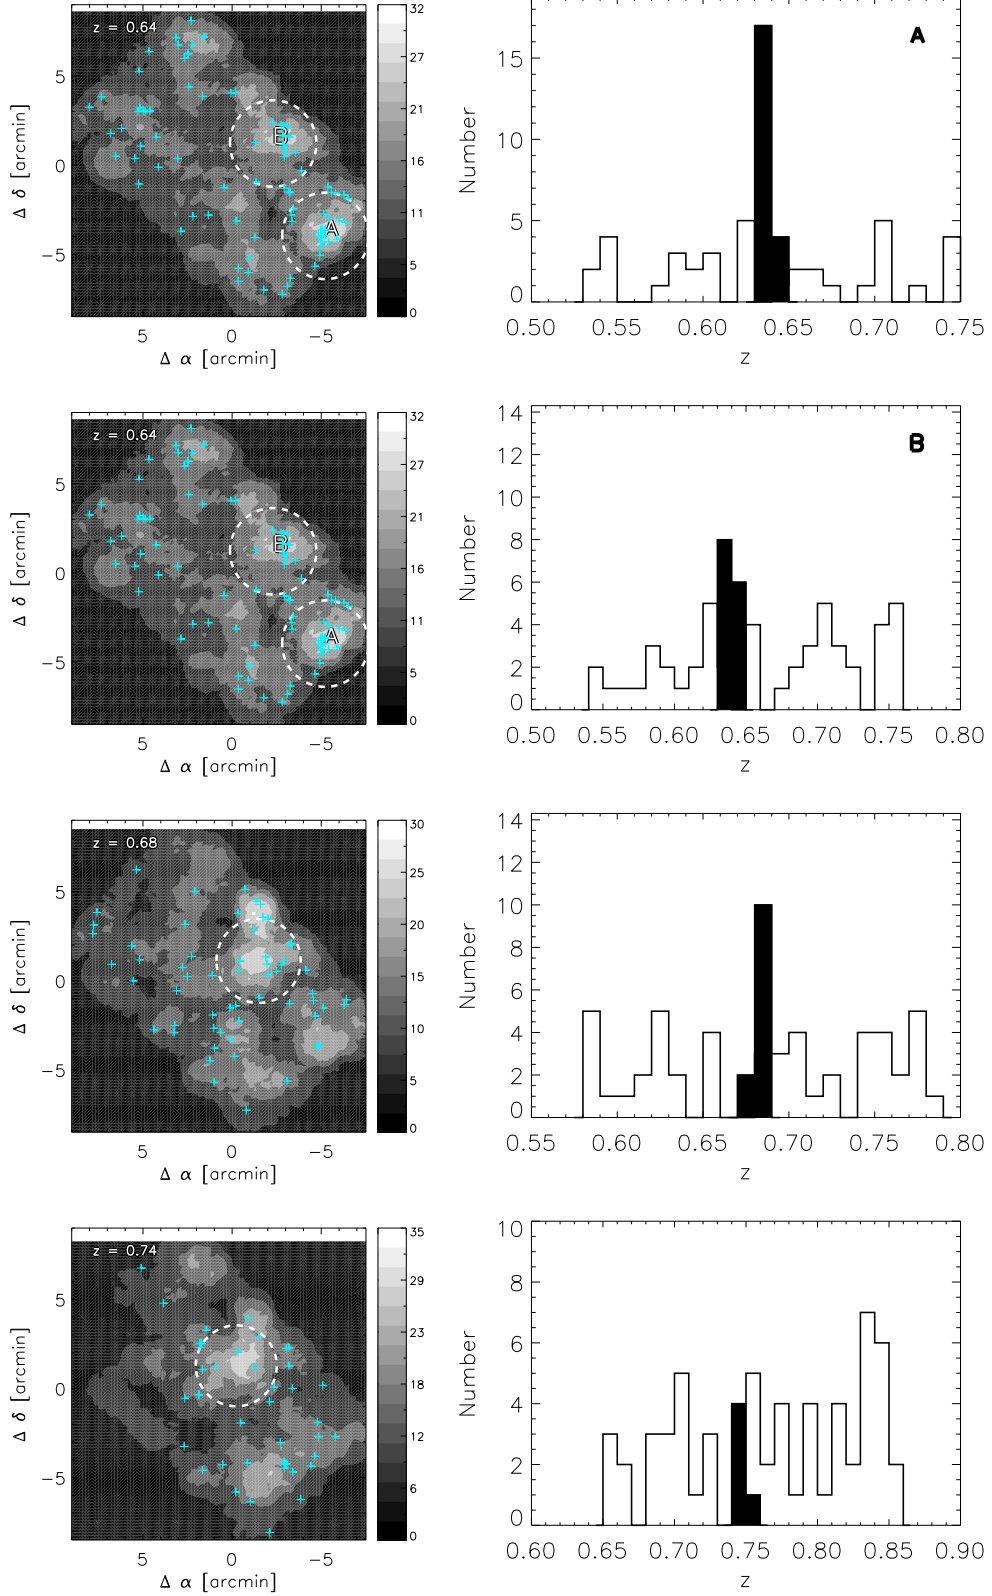 z = 0.64
B
A
5
0
−5
Δ δ [arcmin]
5 0 −5
Δ α [arcmin]
32
27
21
16
11
5
0
A
15
10
5
0
Number
0.50 0.55 0.60 0.65 0.70 0.75
z
z = 0.64
B
A
5
0
−5
Δ δ [arcmin]
5 0 −5
Δ α [arcmin]
32
27
21
16
11
5
0
B
14
12
10
8
6
4
2
0
Number
0.50 0.55 0.60 0.65 0.70 0.75 0.80
z
z = 0.68
5
0
−5
Δ δ [arcmin]
5 0 −5
Δ α [arcmin]
30
25
20
15
10
5
0
14
12
10
8
6
4
2
0
Number
0.55 0.60 0.65 0.70 0.75 0.80
z
z = 0.74
5
0
−5
Δ δ [arcmin]
5 0 −5
Δ α [arcmin]
35
29
23
18
12
6
0
10
8
6
4
2
0
Number
0.60 0.65 0.70 0.75 0.80 0.85 0.90
z